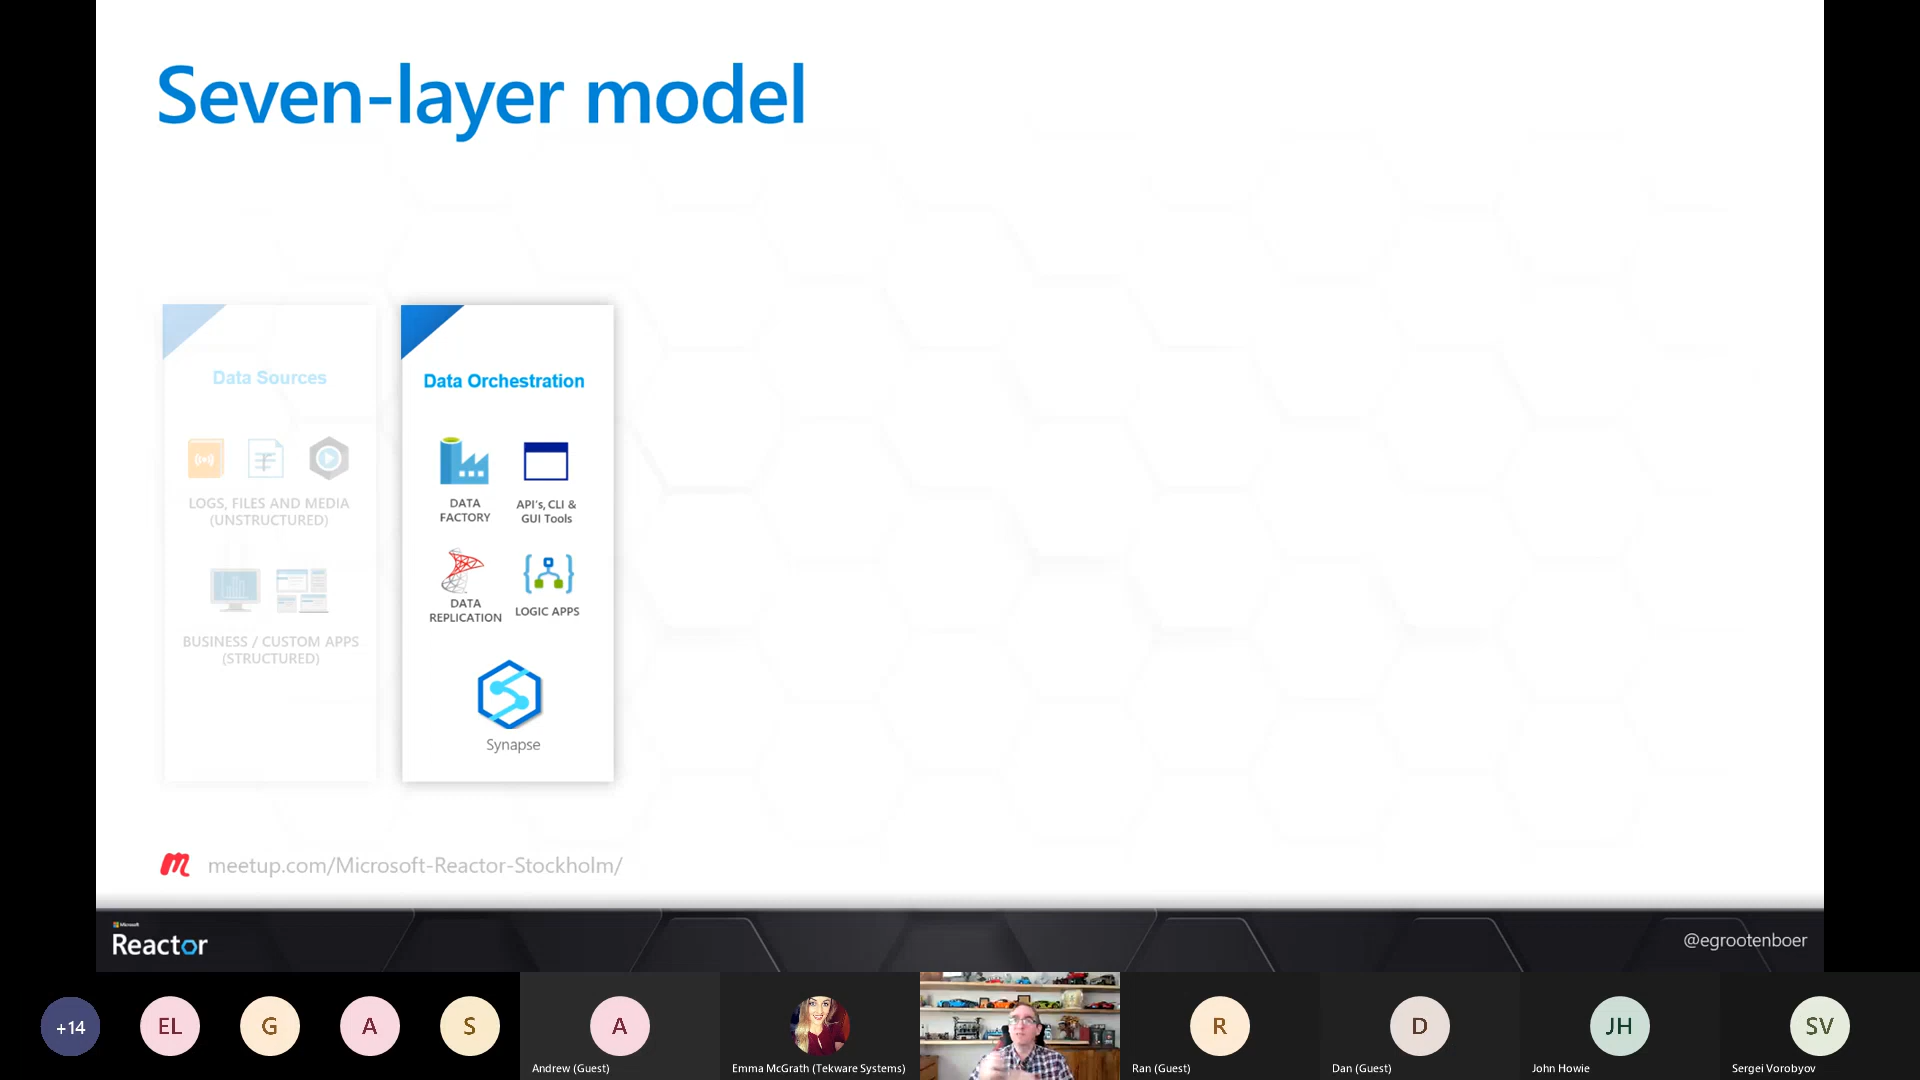 Seven-layer model
Data Sources
LOGS, FILES AND MEDIA
(UNSTRUCTURED)
BUSINESS / CUSTOM APPS
(STRUCTURED)
Data Orchestration
DATA
FACTORY
API's, CLI &
GUI Tools
DATA
REPLICATION
LOGIC APPS
Synapse
meetup.com/Microsoft-Reactor-Stockholm/
Microsoft
Reactor
@egrootenboer
+14
EL
G
A
S
A
Andrew (Guest)
Emma McGrath (Tekware Systems)
R
Ran (Guest)
D
Dan (Guest)
JH
John Howie
SV
Sergei Vorobyov